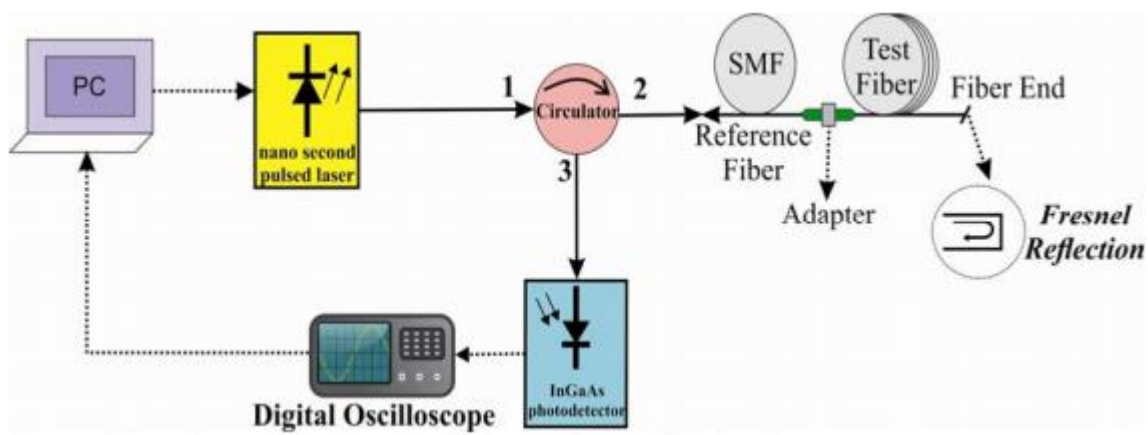 PC
nano second
pulsed laser
1
Circulator
2
3
SMF
Reference
Fiber
Adapter
Test
Fiber
Fiber End
Fresnel
Reflection
InGaAs
photodetector
Digital Oscilloscope